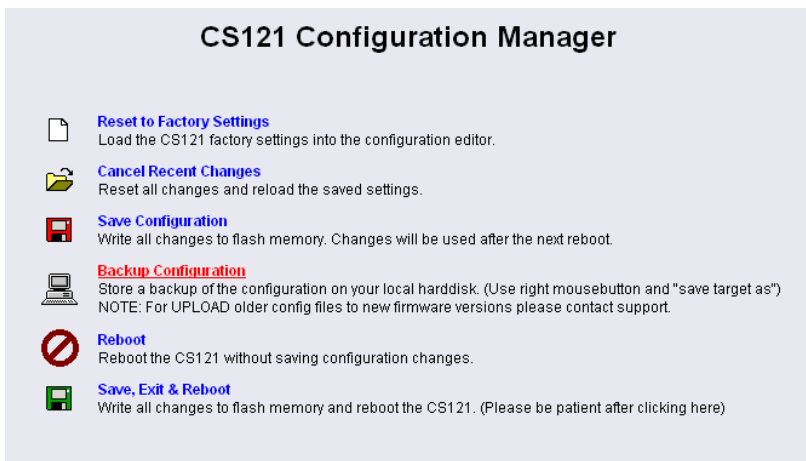 CS121 Configuration Manager
Reset to Factory Settings
Load the CS121 factory settings into the configuration editor.
Cancel Recent Changes
Reset all changes and reload the saved settings.
Save Configuration
Write all changes to flash memory. Changes will be used after the next reboot.
Backup Configuration
Store a backup of the configuration on your local harddisk. (Use right mousebutton and "save target as")
NOTE: For UPLOAD older config files to new firmware versions please contact support.
Reboot
Reboot the CS121 without saving configuration changes.
Save, Exit & Reboot
Write all changes to flash memory and reboot the CS121. (Please be patient after clicking here)